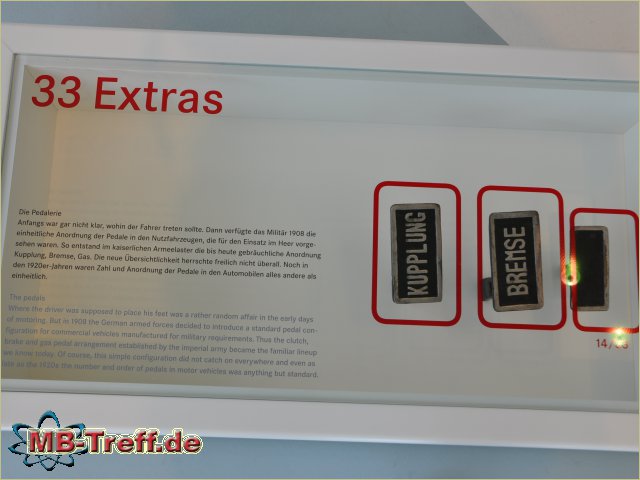 33 Extras
Die Pedalerie
Anfangs war gar nicht klar, wohin der Fahrer treten sollte. Dann verfügte das Militär 1908 die
einheitliche Anordnung der Pedale in den Nutzfahrzeugen, die für den Einsatz im Heer vorge-
sehen waren. So entstand im kaiserlichen Armeelaster die bis heute gebräuchliche Anordnung
Kupplung, Bremse, Gas. Die neue Übersichtlichkeit herrschte freilich nicht überall. Noch in
den 1920er-Jahren waren Zahl und Anordnung der Pedale in den Automobilen alles andere als
einheitlich.
The pedals
Where the driver was supposed to place his feet was a rather random affair in the early days
of motoring. But in 1908 the German armed forces decided to introduce a standard pedal con-
figuration for commercial vehicles manufactured for military requirements. Thus the clutch,
brake and gas pedal arrangement established by the imperial army became the familiar lineup
we know today. Of course, this simple configuration did not catch on everywhere and even as
late as the 1920s the number and order of pedals in motor vehicles was anything but standard.
KUPPLUNG
BREMSE
14/33
MB-Treff.de